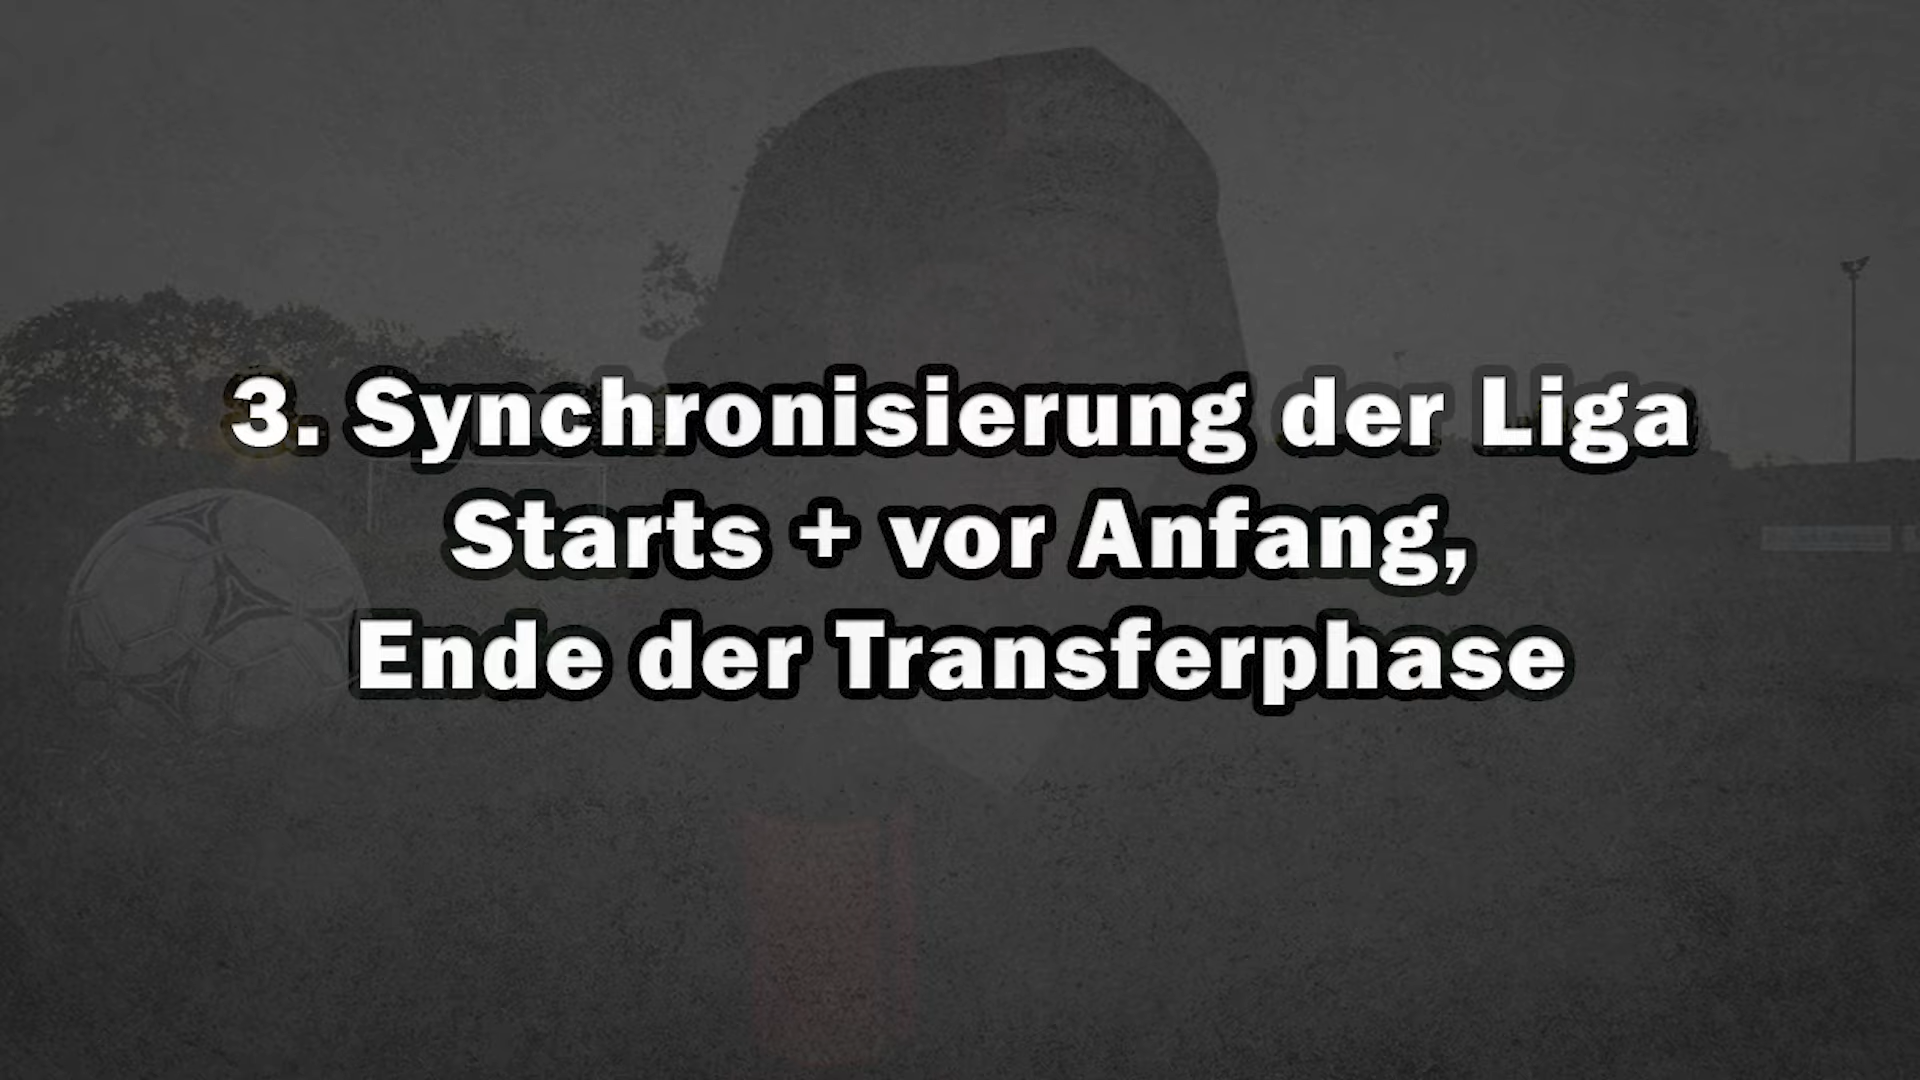 3. Synchronisierung der Liga
Starts + vor Anfang,
Ende der Transferphase